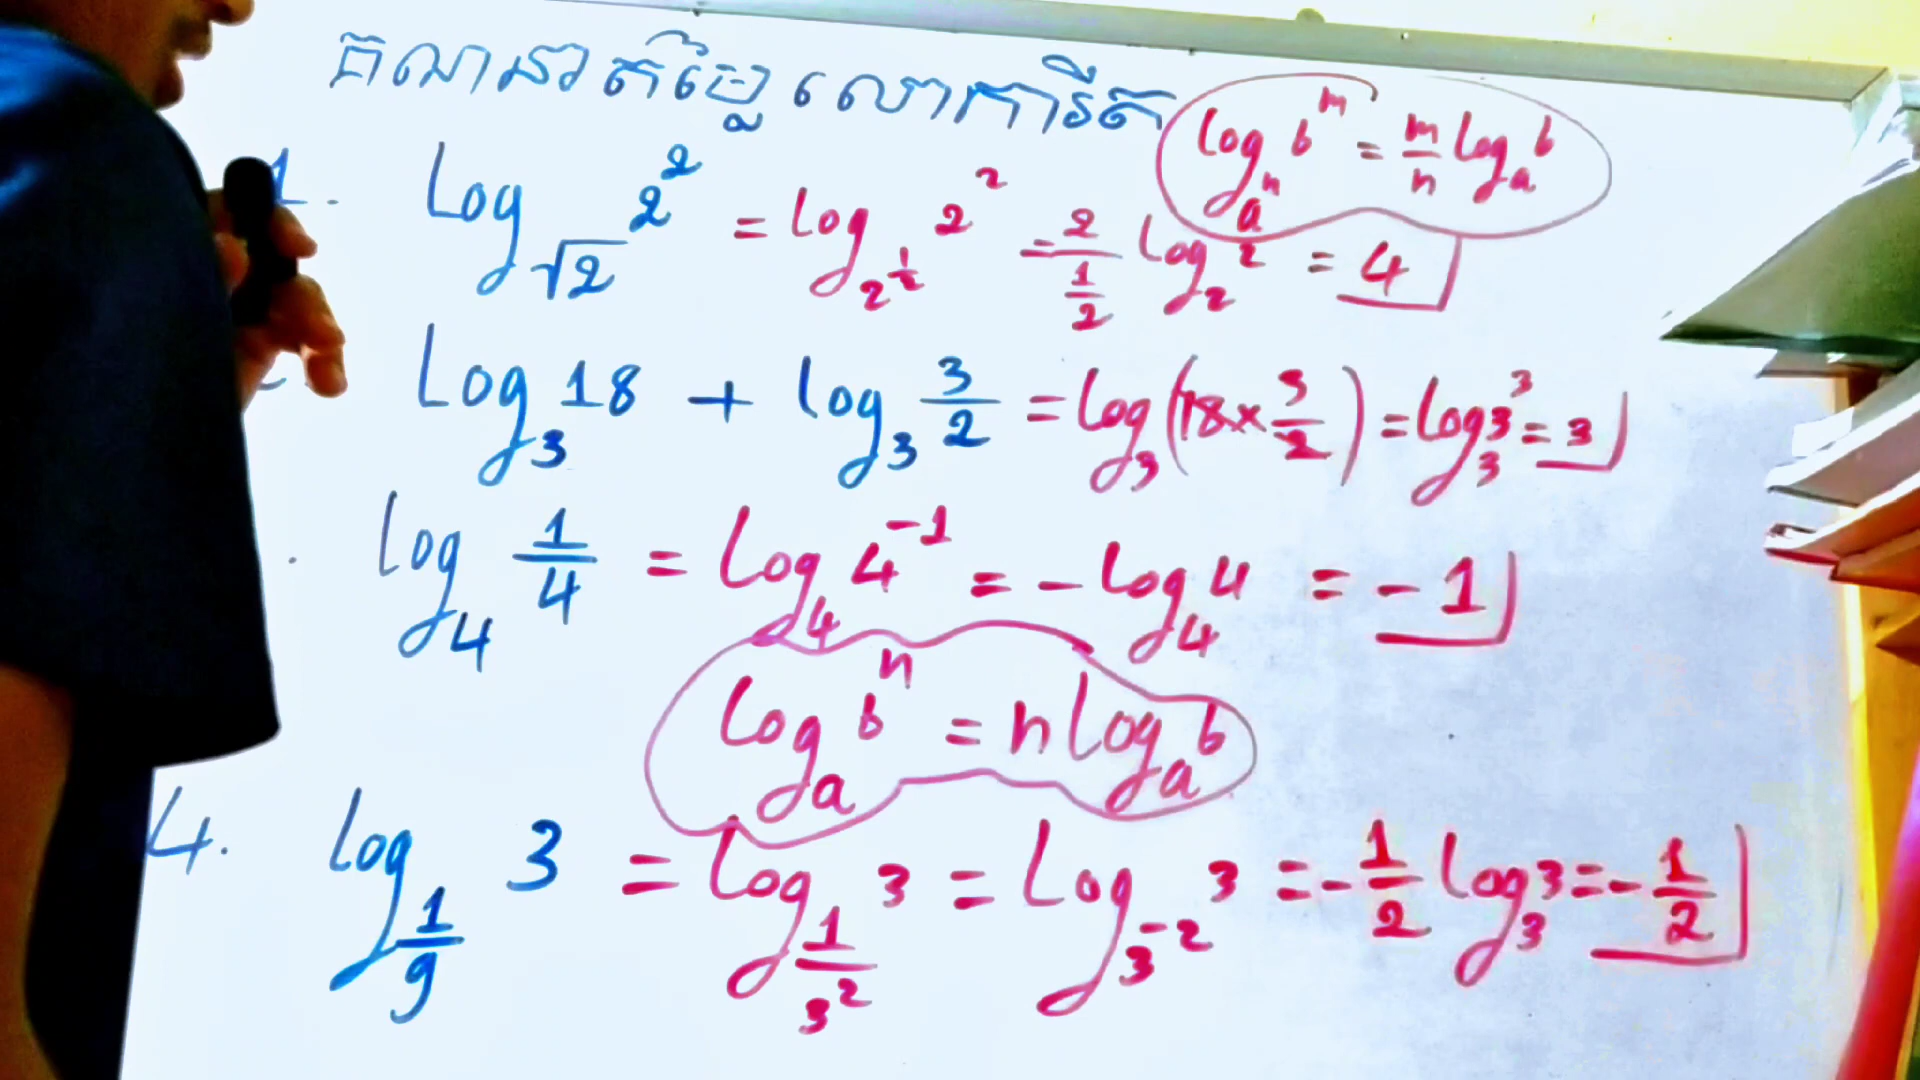 គណនាតម្លៃលោការីត
1. log_{√2} 2^2 = log_{2^{1/2}} 2^2 = 2/(1/2) log_2 2 = 4
log_{a^n} b^m = m/n log_a b
log_3 18 + log_3 3/2 = log_3 (18 × 3/2) = log_3 3^3 = 3
. log_4 1/4 = log_4 4^{-1} = - log_4 4 = -1
log_a b^n = n log_a b
4. log_{1/9} 3 = log_{1/3^2} 3 = log_{3^{-2}} 3 = - 1/2 log_3 3 = - 1/2